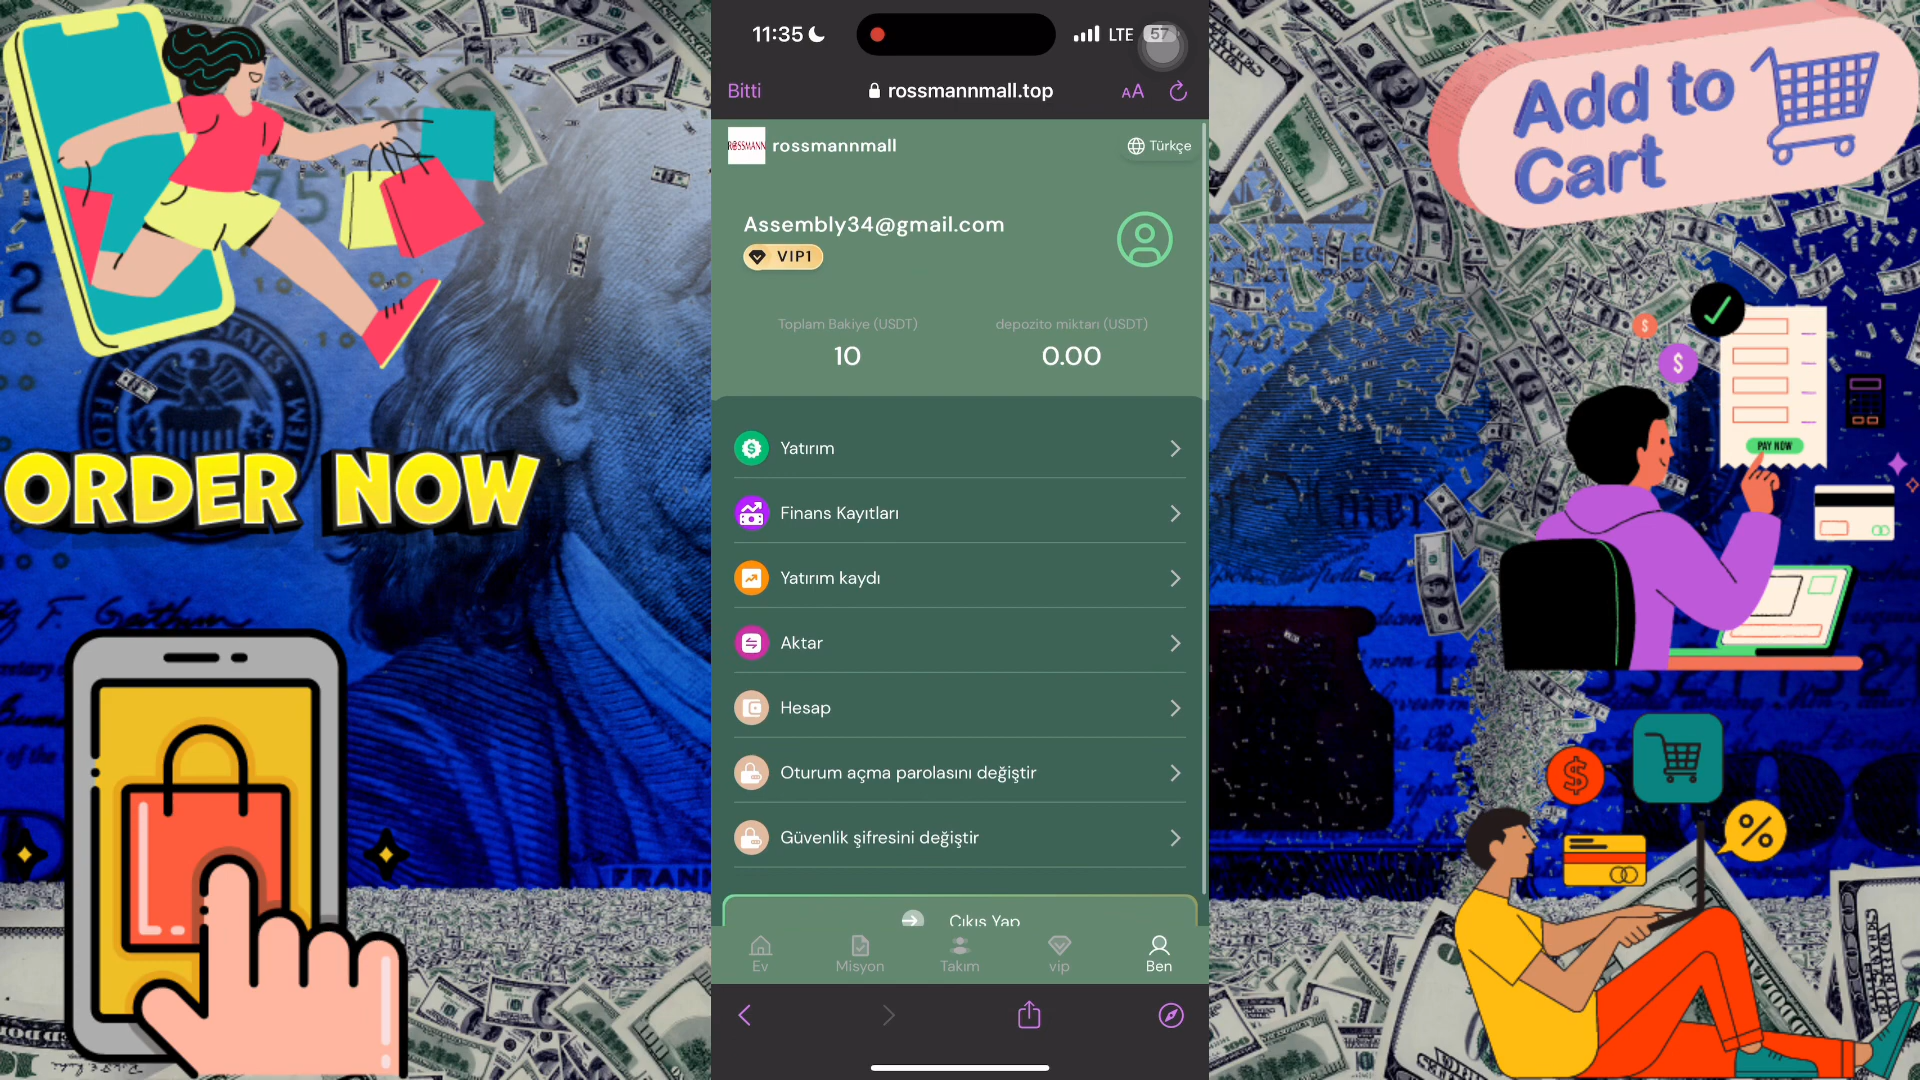 11:35
LTE
57
Bitti
rossmannmall.top
AA
ROSSMANN
rossmannmall
Türkçe
Assembly34@gmail.com
VIP1
Toplam Bakiye (USDT)
depozito miktarı (USDT)
10
0.00
Yatırım
Finans Kayıtları
Yatırım kaydı
Aktar
Hesap
Oturum açma parolasını değiştir
Güvenlik şifresini değiştir
Çıkış Yap
Ev
Misyon
Takım
vip
Ben
ORDER NOW
Add to
Cart
PAY NOW